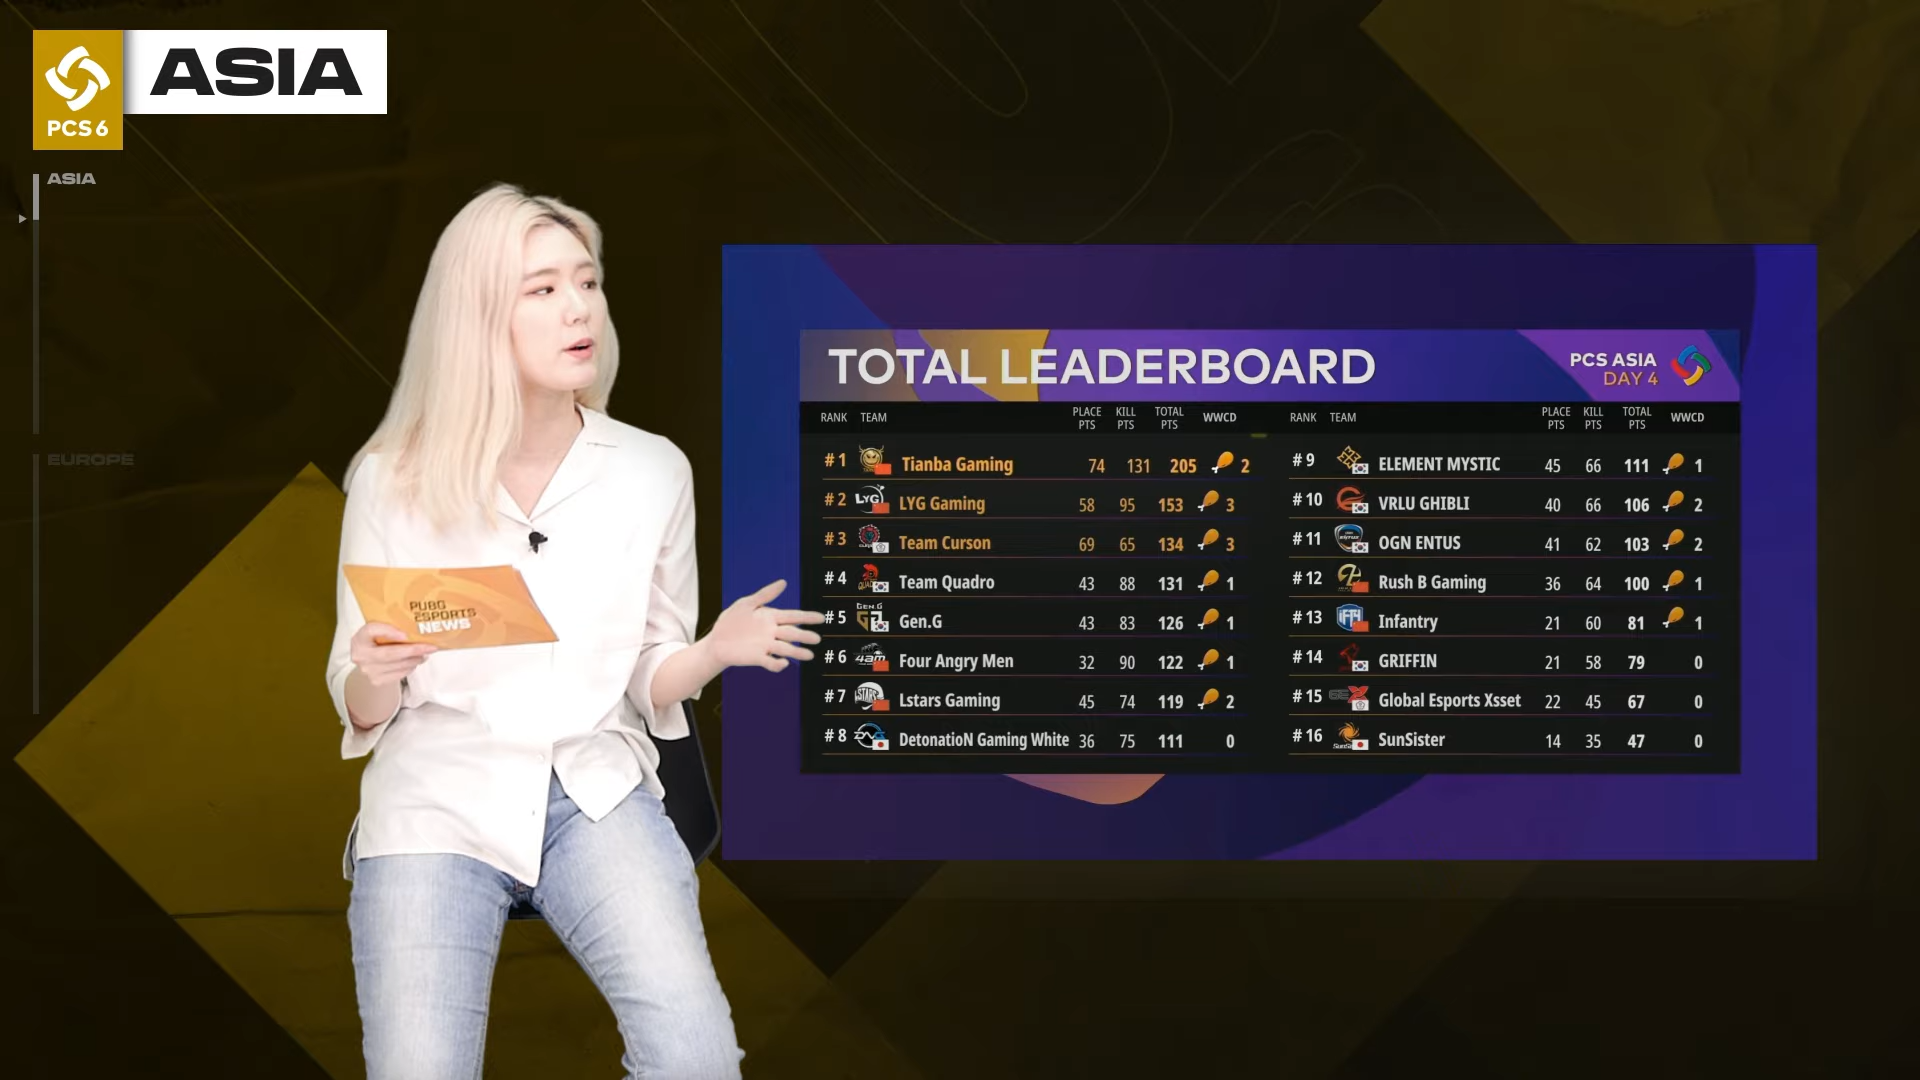 ASIA
PCS 6
ASIA
EUROPE
PUBG
ESPORTS
NEWS
TOTAL LEADERBOARD
PCS ASIA
DAY 4
RANK TEAM PLACE PTS KILL PTS TOTAL PTS WWCD
#1 Tianba Gaming 74 131 205 2
#2 LYG LYG Gaming 58 95 153 3
#3 Team Curson 69 65 134 3
#4 Team Quadro 43 88 131 1
#5 GEN.G Gen.G 43 83 126 1
#6 4am Four Angry Men 32 90 122 1
#7 LSTARS Lstars Gaming 45 74 119 2
#8 DetonatioN Gaming White 36 75 111 0
RANK TEAM PLACE PTS KILL PTS TOTAL PTS WWCD
#9 ELEMENT MYSTIC 45 66 111 1
#10 VRLU GHIBLI 40 66 106 2
#11 OGN ENTUS 41 62 103 2
#12 Rush B Gaming 36 64 100 1
#13 IFTY Infantry 21 60 81 1
#14 GRIFFIN 21 58 79 0
#15 Global Esports Xsset 22 45 67 0
#16 SunSister 14 35 47 0